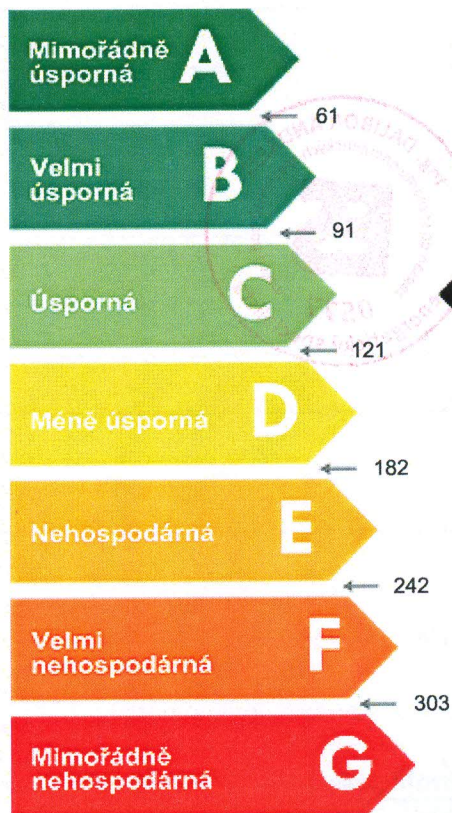 Mimořádně
úsporná
A
61
Velmi
úsporná
B
91
Úsporná
C
121
Méně úsporná
D
182
Nehospodárná
E
242
Velmi
nehospodárná
F
303
Mimořádně
nehospodárná
G